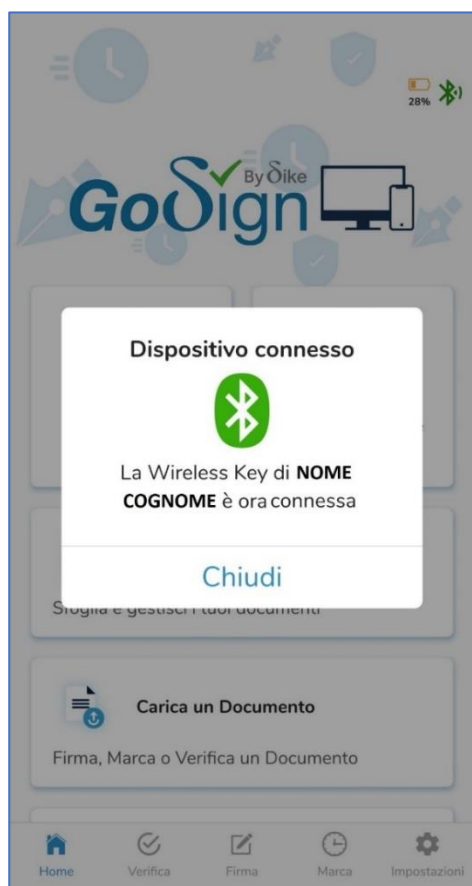 28%
By δike
GoSign
Dispositivo connesso
La Wireless Key di NOME
COGNOME è ora connessa
Chiudi
Sfoglia e gestisci i tuoi documenti
Carica un Documento
Firma, Marca o Verifica un Documento
Home Verifica Firma Marca Impostazioni